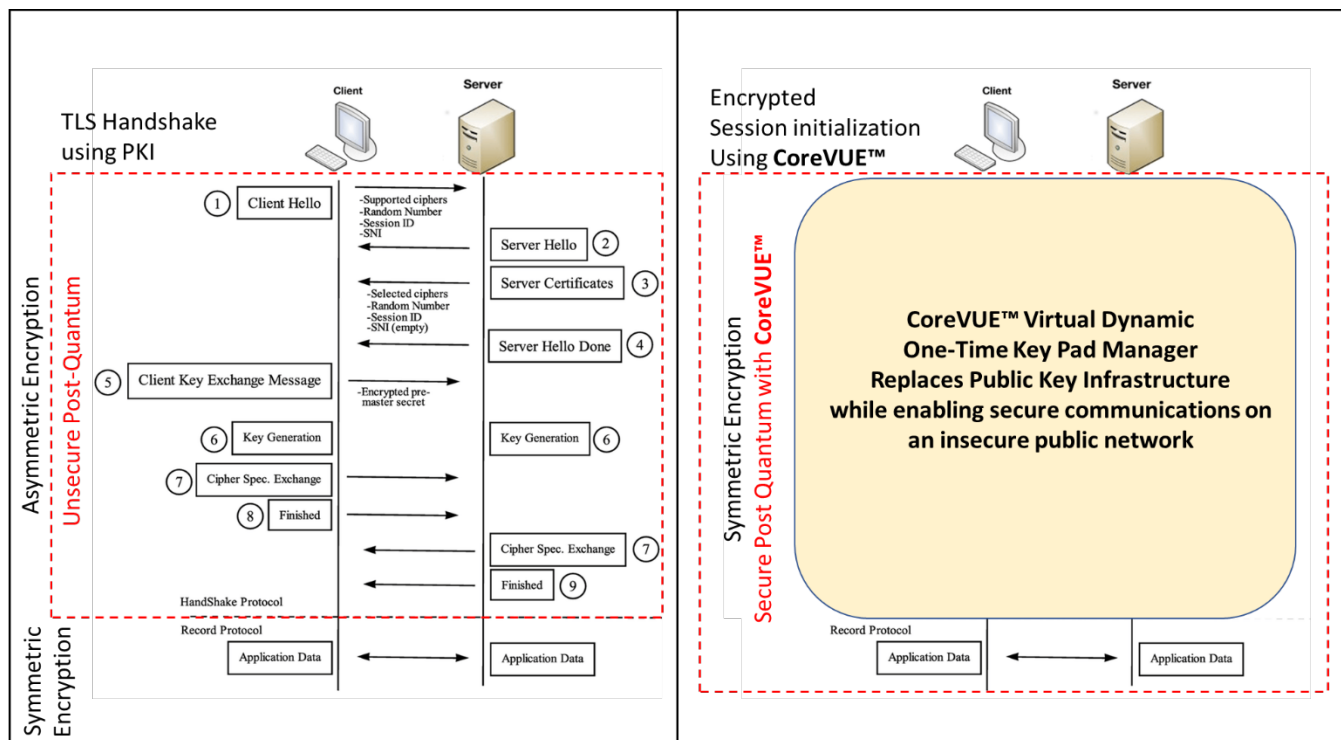 Client
Server
TLS Handshake
using PKI
1
Client Hello
-Supported ciphers
-Random Number
-Session ID
-SNI
Server Hello
2
Server Certificates
3
-Selected ciphers
-Random Number
-Session ID
-SNI (empty)
Server Hello Done
4
5
Client Key Exchange Message
-Encrypted pre-
master secret
6
Key Generation
Key Generation
6
7
Cipher Spec. Exchange
8
Finished
Cipher Spec. Exchange
7
Finished
9
HandShake Protocol
Record Protocol
Application Data
Application Data
Asymmetric Encryption
Unsecure Post-Quantum
Symmetric
Encryption
Encrypted
Session initialization
Using CoreVUE™
Client
Server
Symmetric Encryption
Secure Post Quantum with CoreVUE™
CoreVUE™ Virtual Dynamic
One-Time Key Pad Manager
Replaces Public Key Infrastructure
while enabling secure communications on
an insecure public network
Record Protocol
Application Data
Application Data